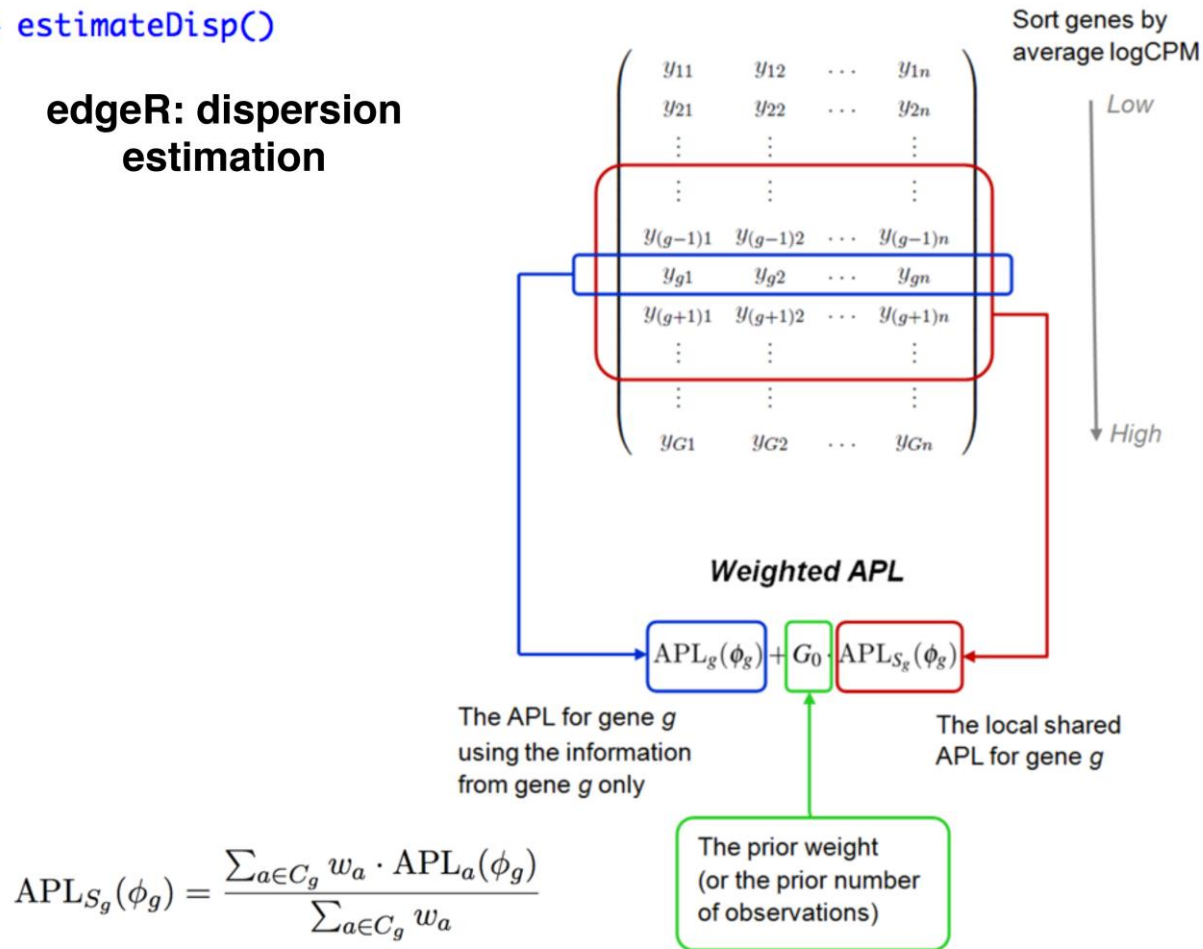 estimateDisp()
edgeR: dispersion
estimation
Sort genes by
average logCPM
Low
High
y11 y12 ··· y1n
y21 y22 ··· y2n
⋮ ⋮ ⋮
⋮ ⋮ ⋮
y(g−1)1 y(g−1)2 ··· y(g−1)n
yg1 yg2 ··· ygn
y(g+1)1 y(g+1)2 ··· y(g+1)n
⋮ ⋮ ⋮
⋮ ⋮ ⋮
yG1 yG2 ··· yGn
Weighted APL
APLg(ϕg) + G0 · APLSg(ϕg)
The APL for gene g
using the information
from gene g only
The local shared
APL for gene g
The prior weight
(or the prior number
of observations)
APLSg(ϕg) = ∑a∈Cg wa · APLa(ϕg)
∑a∈Cg wa